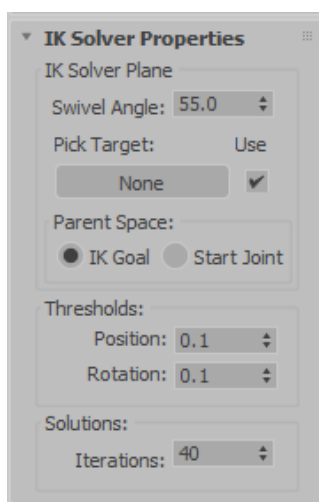 IK Solver Properties
IK Solver Plane
Swivel Angle: 55.0
Pick Target: Use
None
Parent Space:
IK Goal Start Joint
Thresholds:
Position: 0.1
Rotation: 0.1
Solutions:
Iterations: 40